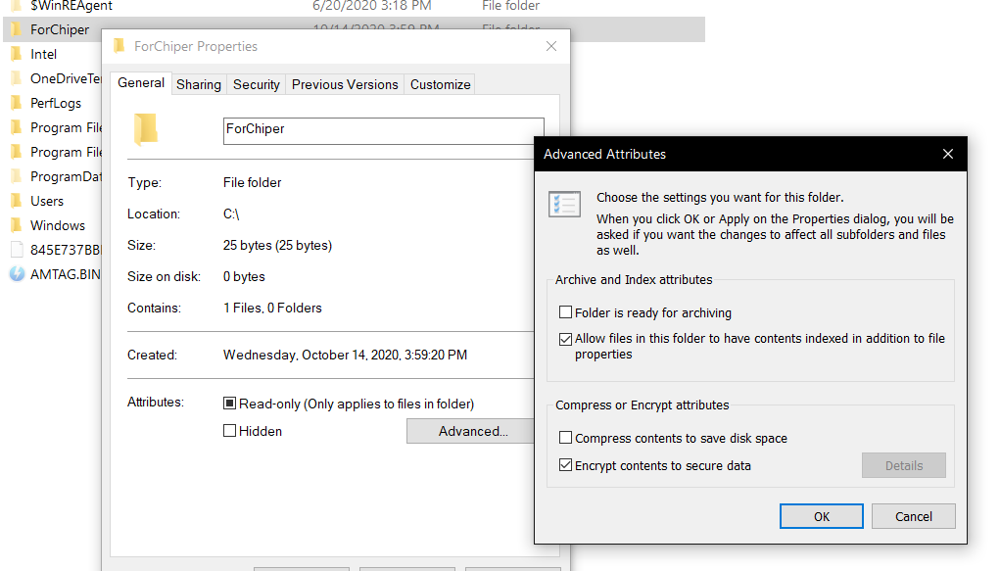 $WinREAgent 6/20/2020 3:18 PM File folder
ForChiper
Intel
OneDriveTe
PerfLogs
Program File
Program File
ProgramDat
Users
Windows
845E737BB
AMTAG.BIN
ForChiper Properties
General Sharing Security Previous Versions Customize
ForChiper
Type: File folder
Location: C:\
Size: 25 bytes (25 bytes)
Size on disk: 0 bytes
Contains: 1 Files, 0 Folders
Created: Wednesday, October 14, 2020, 3:59:20 PM
Attributes: Read-only (Only applies to files in folder)
Hidden Advanced...
Advanced Attributes
Choose the settings you want for this folder.
When you click OK or Apply on the Properties dialog, you will be
asked if you want the changes to affect all subfolders and files
as well.
Archive and Index attributes
Folder is ready for archiving
Allow files in this folder to have contents indexed in addition to file
properties
Compress or Encrypt attributes
Compress contents to save disk space
Encrypt contents to secure data Details
OK Cancel